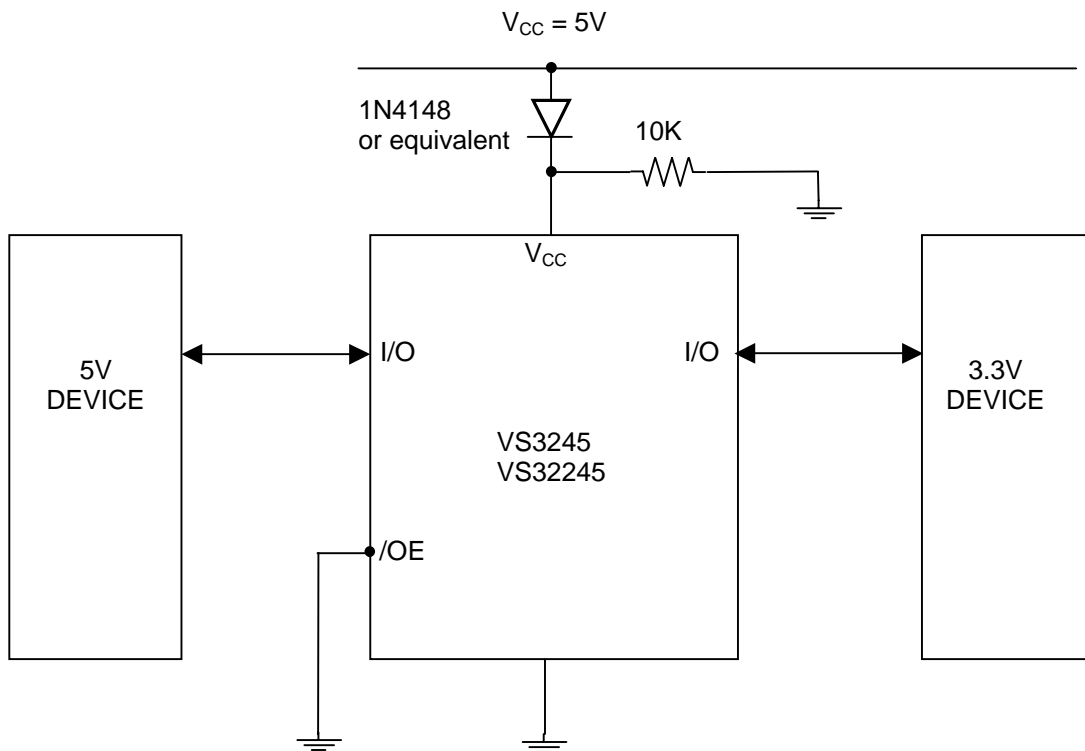 V_CC = 5V
1N4148
or equivalent
10K
V_CC
I/O
I/O
5V
DEVICE
3.3V
DEVICE
VS3245
VS32245
/OE